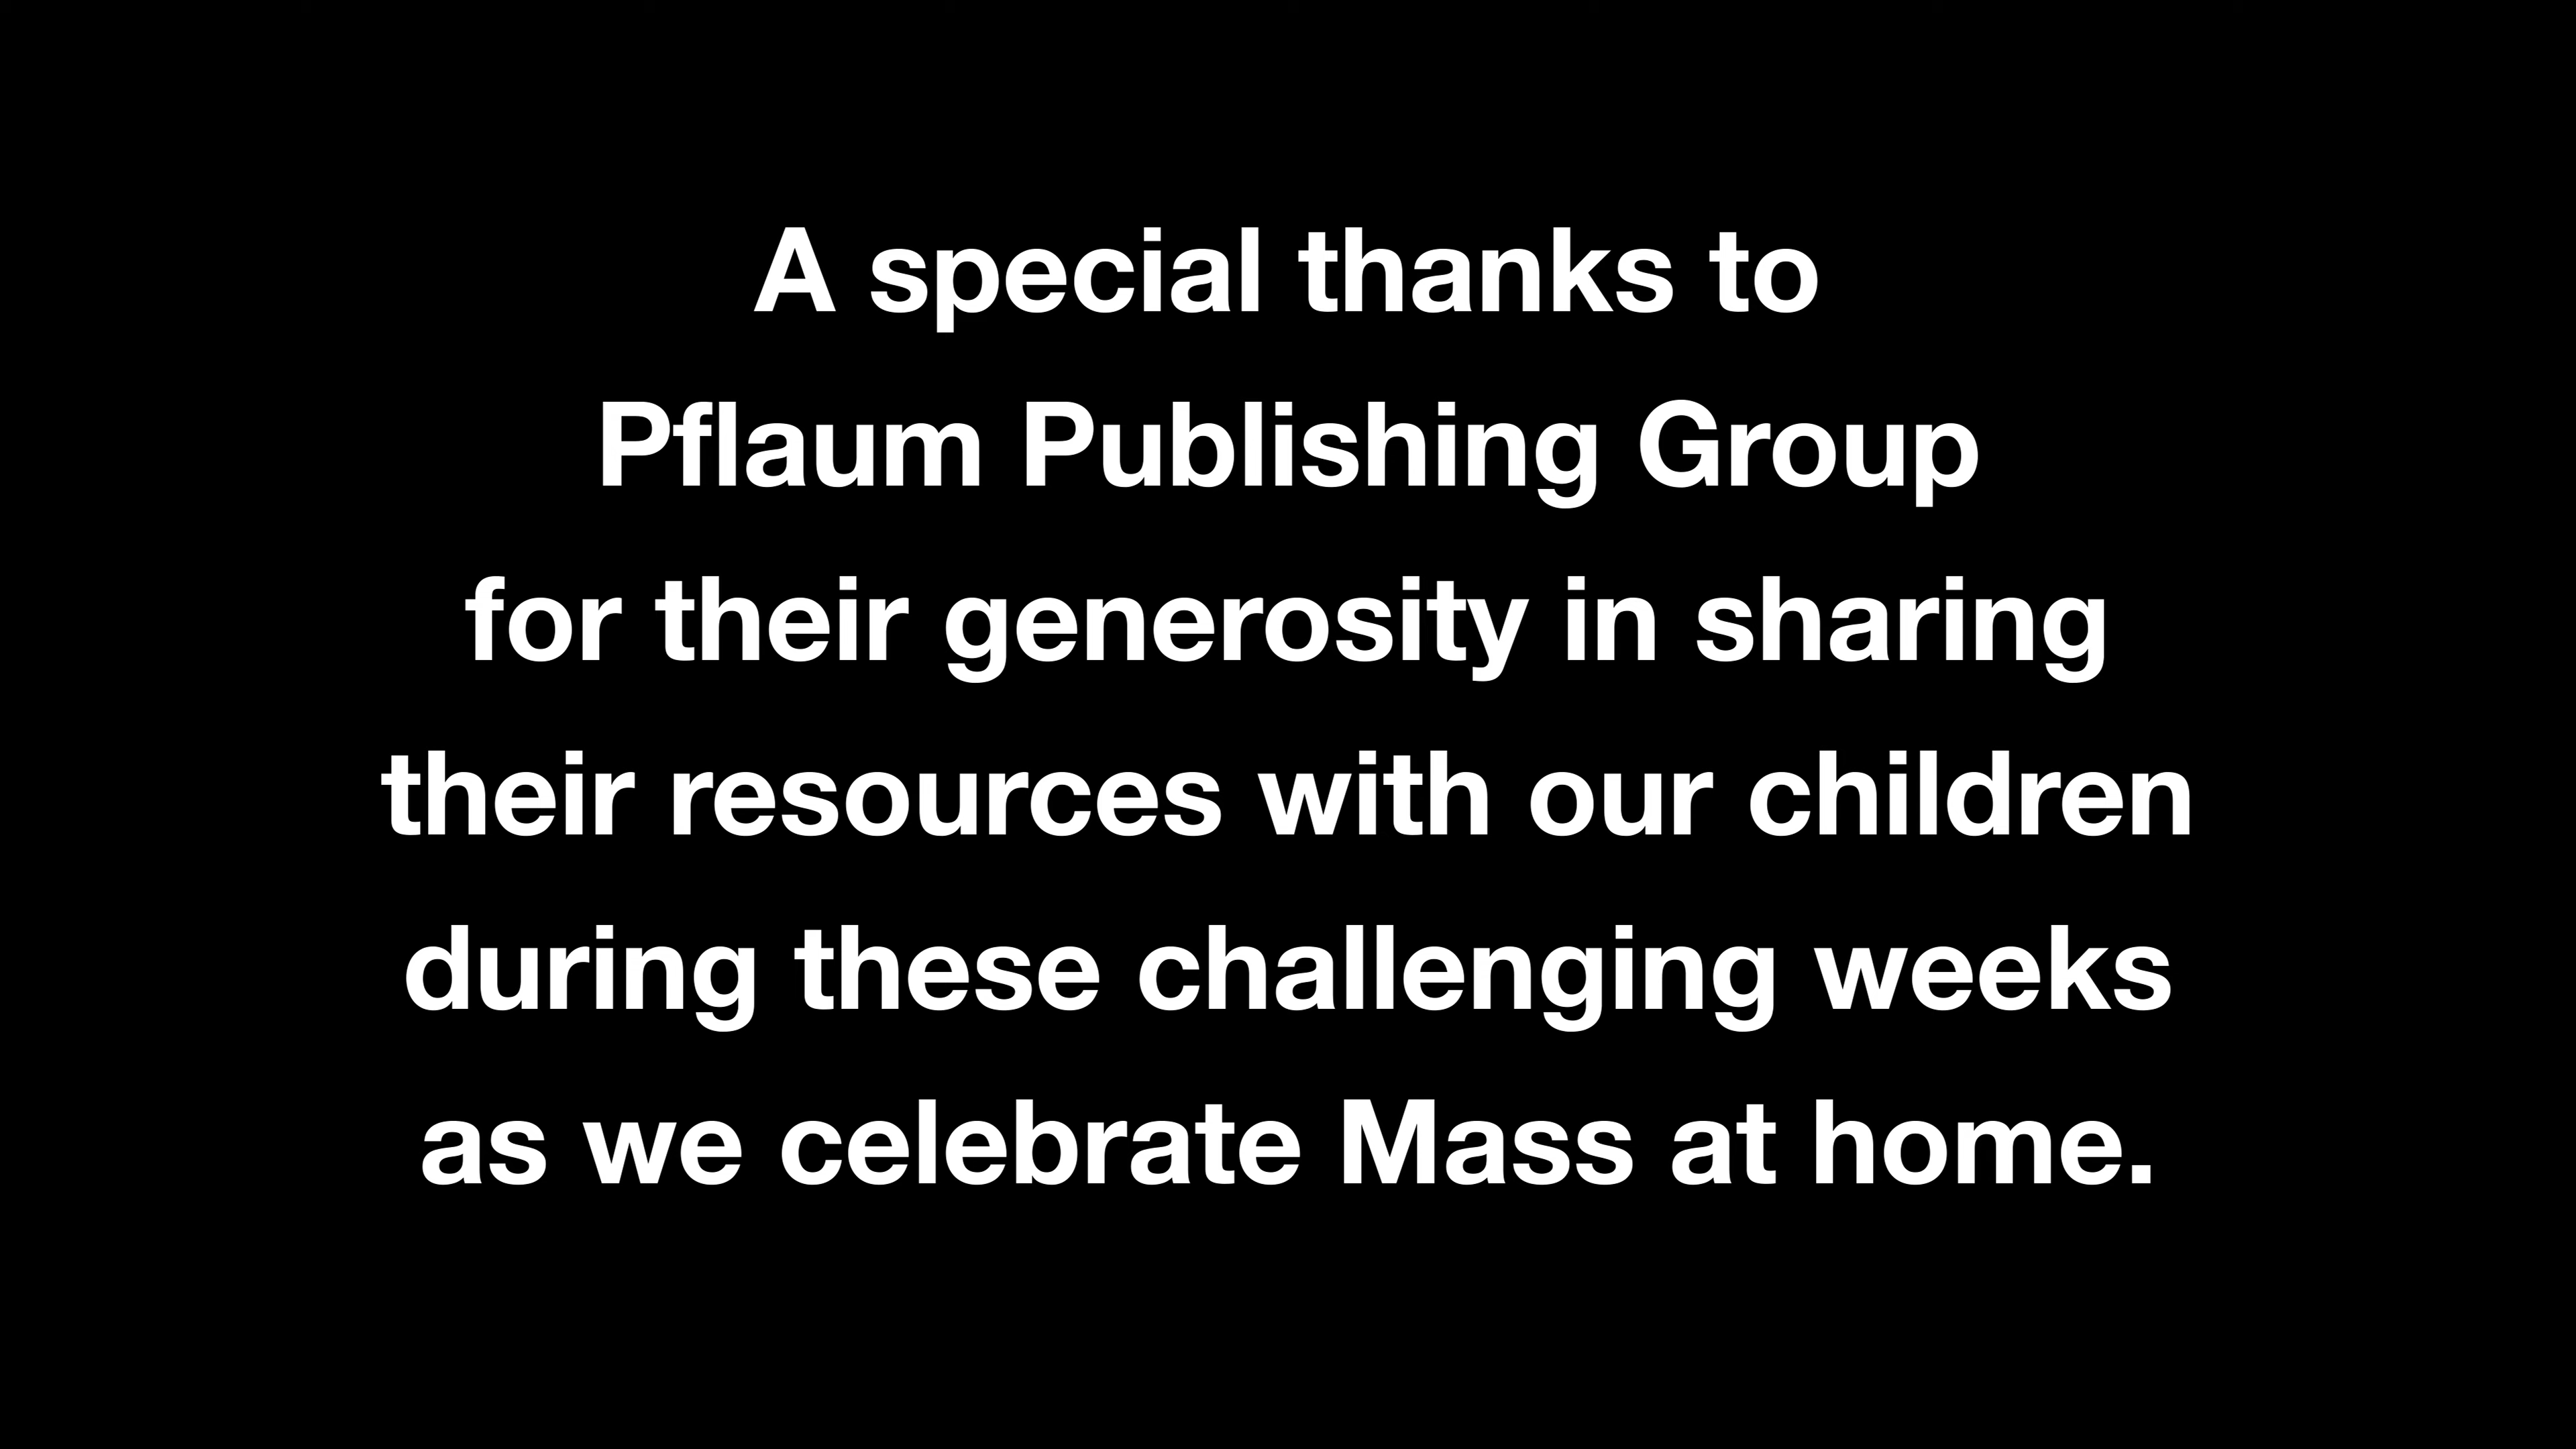 A special thanks to
Pflaum Publishing Group
for their generosity in sharing
their resources with our children
during these challenging weeks
as we celebrate Mass at home.